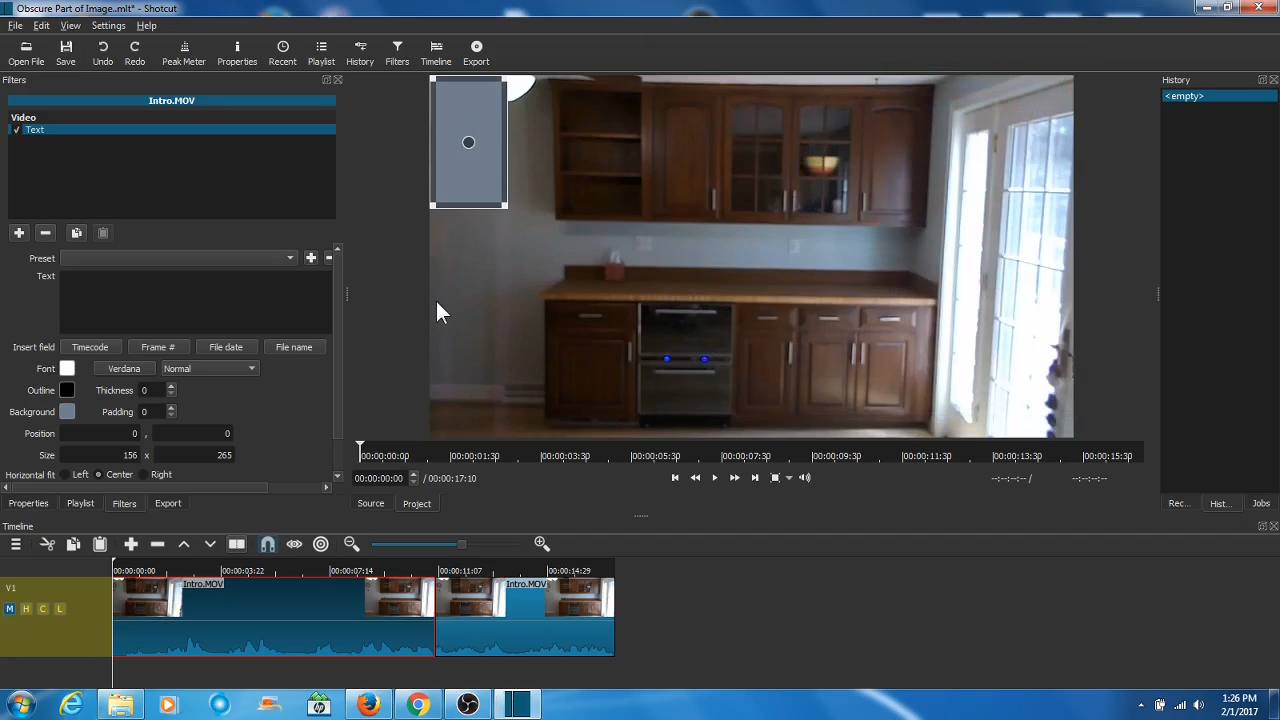 Obscure Part of Image..mlt* - Shotcut
File Edit View Settings Help
Open File Save Undo Redo Peak Meter Properties Recent Playlist History Filters Timeline Export
Filters
Intro.MOV
Video
Text
Preset
Text
Insert field Timecode Frame # File date File name
Font Verdana Normal
Outline Thickness 0
Background Padding 0
Position 0 , 0
Size 156 x 265
Horizontal fit Left Center Right
Properties Playlist Filters Export
00:00:00:00 00:00:01:30 00:00:03:30 00:00:05:30 00:00:07:30 00:00:09:30 00:00:11:30 00:00:13:30 00:00:15:30
00:00:00:00 / 00:00:17:10
--:--:--:-- / --:--:--:--
Source Project
History
<empty>
Rec... Hist... Jobs
Timeline
00:00:00:00 00:00:03:22 00:00:07:14 00:00:11:07 00:00:14:29
V1
Intro.MOV Intro.MOV
M H C L
1:26 PM
2/1/2017